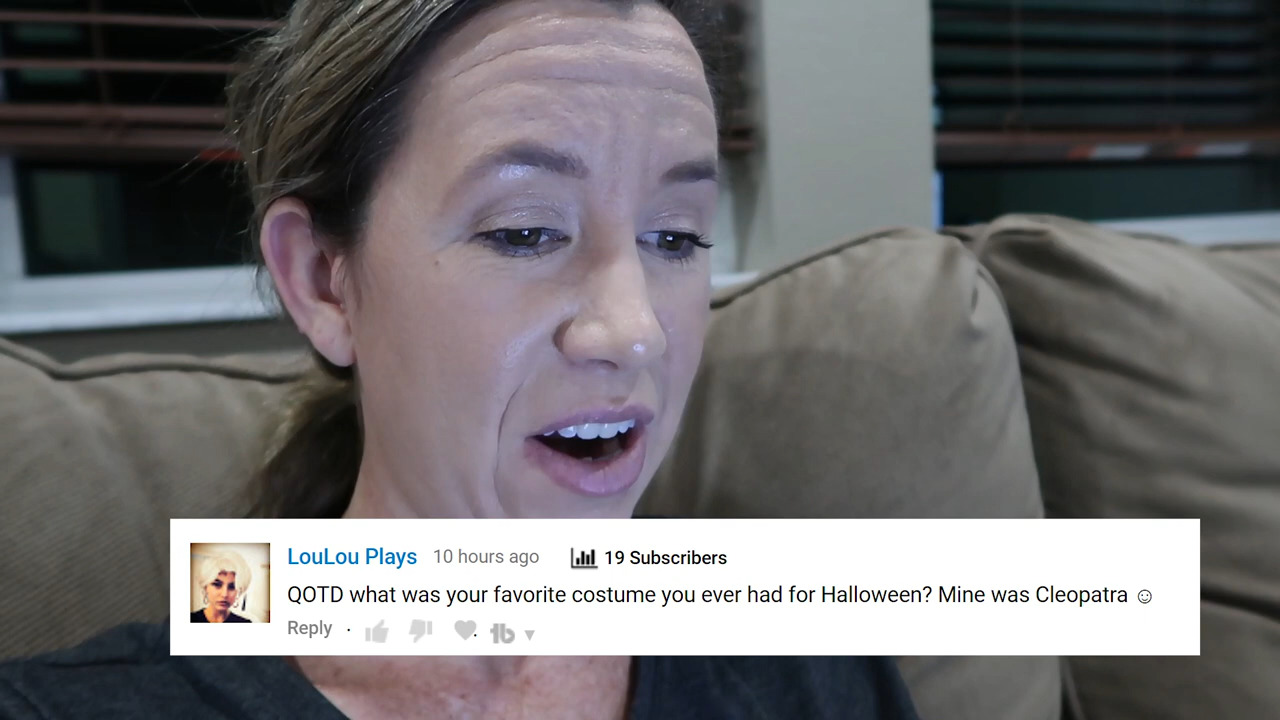 LouLou Plays 10 hours ago 19 Subscribers
QOTD what was your favorite costume you ever had for Halloween? Mine was Cleopatra ☺
Reply